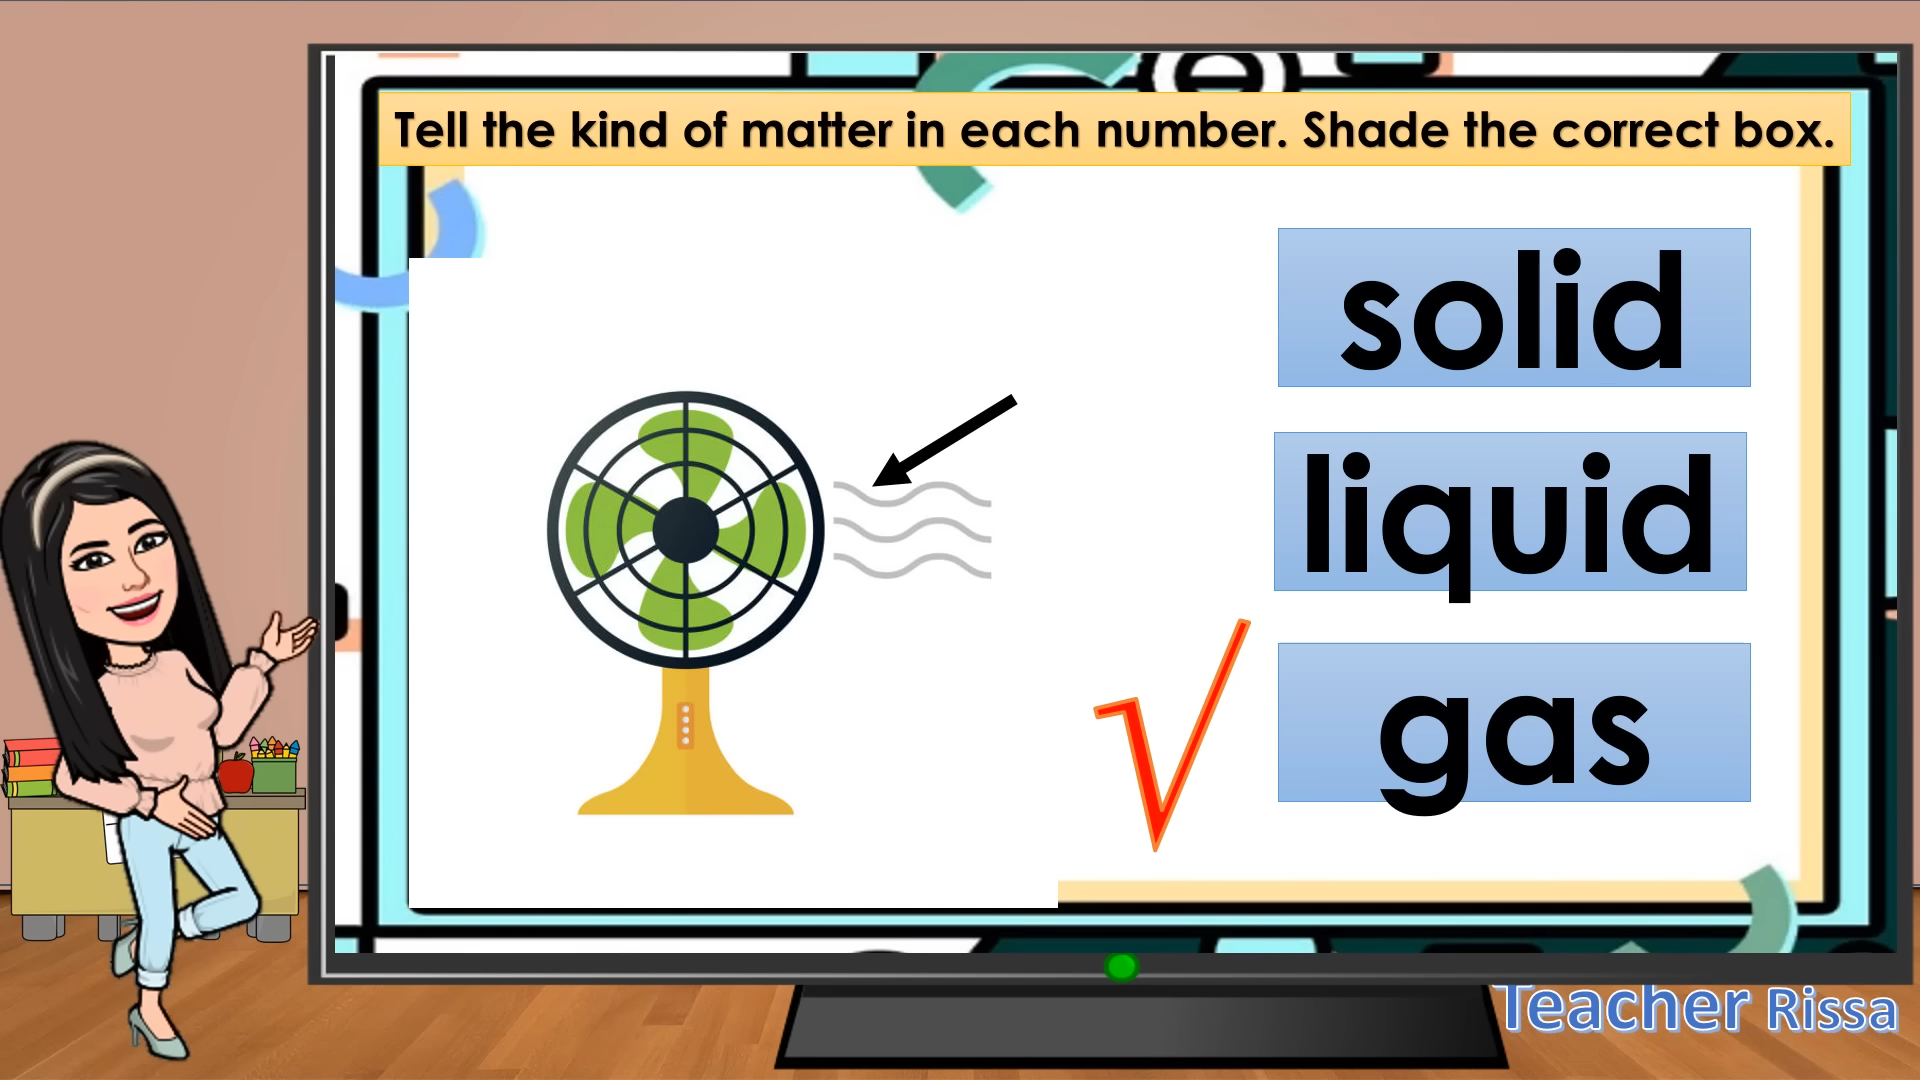 Tell the kind of matter in each number. Shade the correct box.
solid
liquid
gas
Teacher Rissa